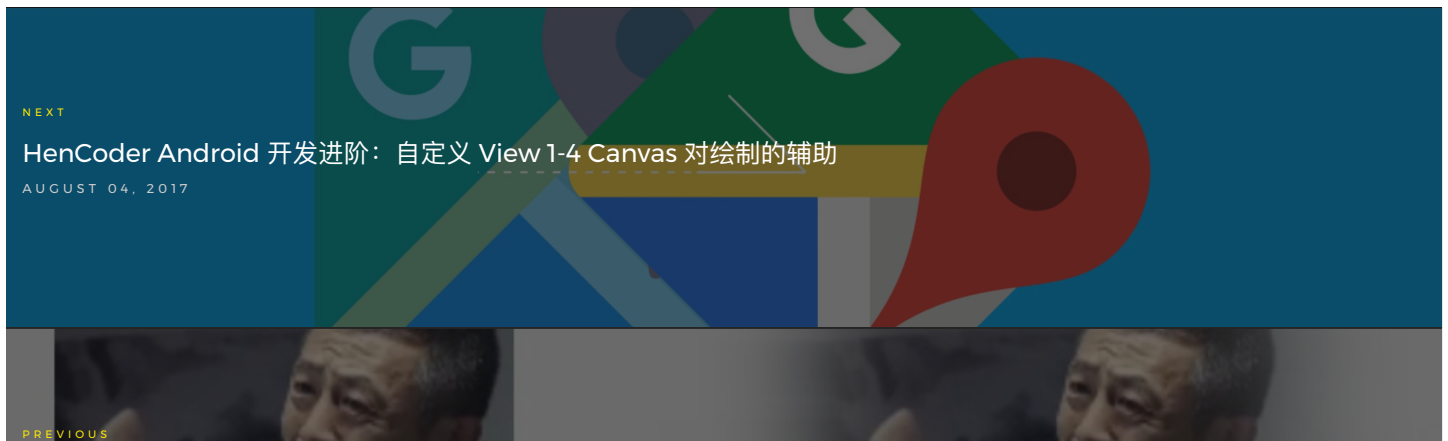 NEXT
HenCoder Android 开发进阶：自定义 View 1-4 Canvas 对绘制的辅助
AUGUST 04, 2017
PREVIOUS